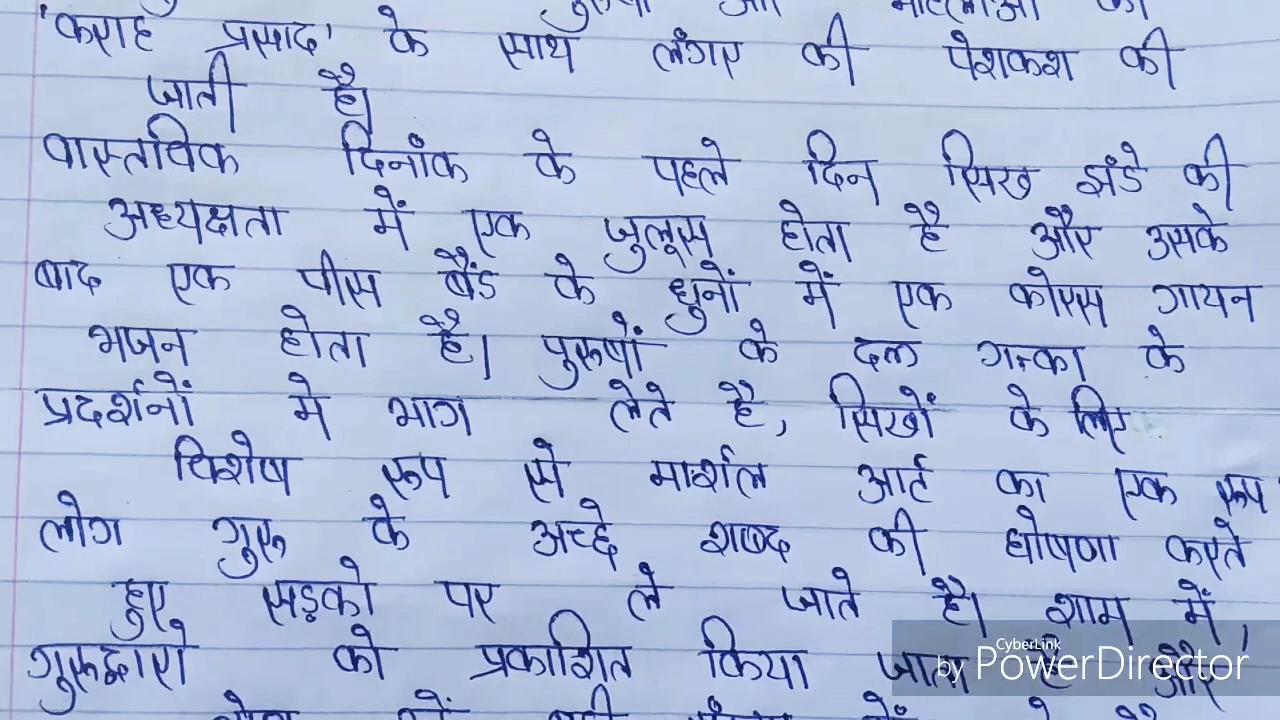 'कराह प्रसाद' के साथ लंगर की पेशकश की
जाती है।
वास्तविक दिनांक के पहले दिन सिख झंडे की
अध्यक्षता में एक जुलूस होता है और उसके
बाद एक पीस बैंड के धुनों में एक कोरस गायन
भजन होता है। पुरूषों के दल गत्का के
प्रदर्शनों मे भाग लेते है, सिखों के लिए
विशेष रूप से मार्शल आर्ट का एक रूप
लोग गुरू के अच्छे शब्द की घोषणा करते
हुए सड़को पर ले जाते है। शाम में,
गुरूद्वारो को प्रकाशित किया जाता है और
CyberLink
by PowerDirector